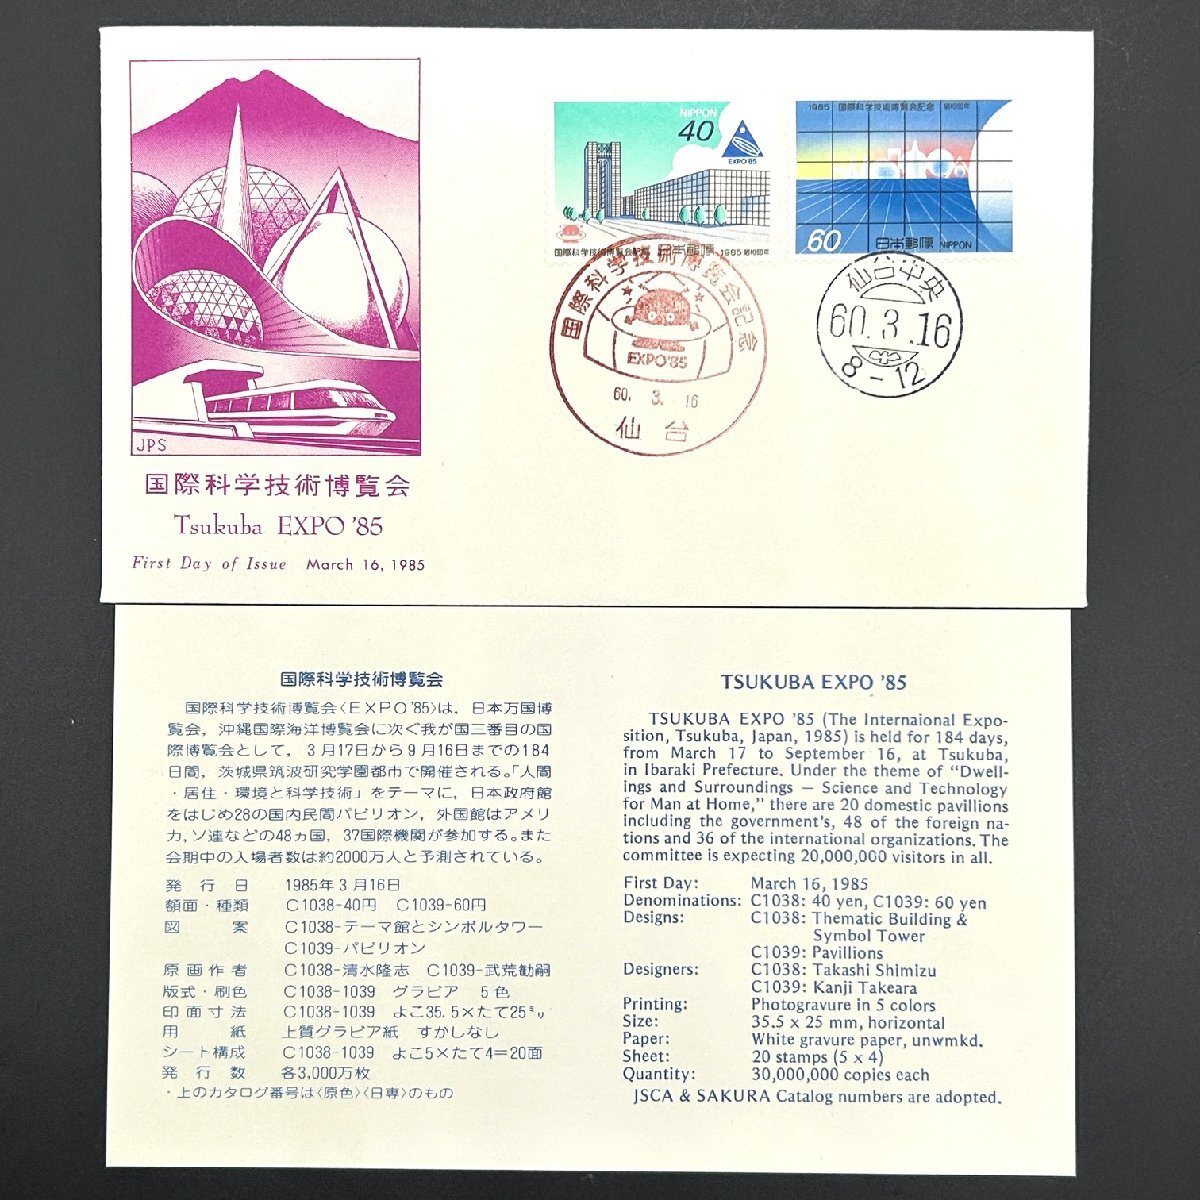 JPS
国際科学技術博覧会
Tsukuba EXPO '85
First Day of Issue March 16, 1985
NIPPON
40
EXPO'85
国際科学技術博覧会記念 日本郵便 1985 昭和60年
1985 国際科学技術博覧会記念 昭和60年
60 日本郵便 NIPPON
国際科学技術博覧会記念
EXPO'85
60. 3. 16
仙台
仙台中央
60.3.16
8-12
国際科学技術博覧会
国際科学技術博覧会〈EXPO'85〉は，日本万国博
覧会，沖縄国際海洋博覧会に次ぐ我が国三番目の国
際博覧会として，3月17日から9月16日までの184
日間，茨城県筑波研究学園都市で開催される。「人間
・居住・環境と科学技術」をテーマに，日本政府館
をはじめ28の国内民間パビリオン，外国館はアメリ
カ，ソ連などの48ヵ国，37国際機関が参加する。また
会期中の入場者数は約2000万人と予測されている。
発行日 1985年3月16日
額面・種類 C1038-40円 C1039-60円
図案 C1038-テーマ館とシンボルタワー
C1039-パビリオン
原画作者 C1038-清水隆志 C1039-武荒勧嗣
版式・刷色 C1038-1039 グラビア 5色
印面寸法 C1038-1039 よこ35.5×たて25㍉
用紙 上質グラビア紙 すかしなし
シート構成 C1038-1039 よこ5×たて4=20面
発行数 各3,000万枚
・上のカタログ番号は〈原色〉〈日専〉のもの
TSUKUBA EXPO '85
TSUKUBA EXPO '85 (The Internaional Expo-
sition, Tsukuba, Japan, 1985) is held for 184 days,
from March 17 to September 16, at Tsukuba,
in Ibaraki Prefecture. Under the theme of "Dwell-
ings and Surroundings – Science and Technology
for Man at Home," there are 20 domestic pavillions
including the government's, 48 of the foreign na-
tions and 36 of the international organizations. The
committee is expecting 20,000,000 visitors in all.
First Day: March 16, 1985
Denominations: C1038: 40 yen, C1039: 60 yen
Designs: C1038: Thematic Building &
Symbol Tower
C1039: Pavillions
Designers: C1038: Takashi Shimizu
C1039: Kanji Takeara
Printing: Photogravure in 5 colors
Size: 35.5 x 25 mm, horizontal
Paper: White gravure paper, unwmkd.
Sheet: 20 stamps (5 x 4)
Quantity: 30,000,000 copies each
JSCA & SAKURA Catalog numbers are adopted.